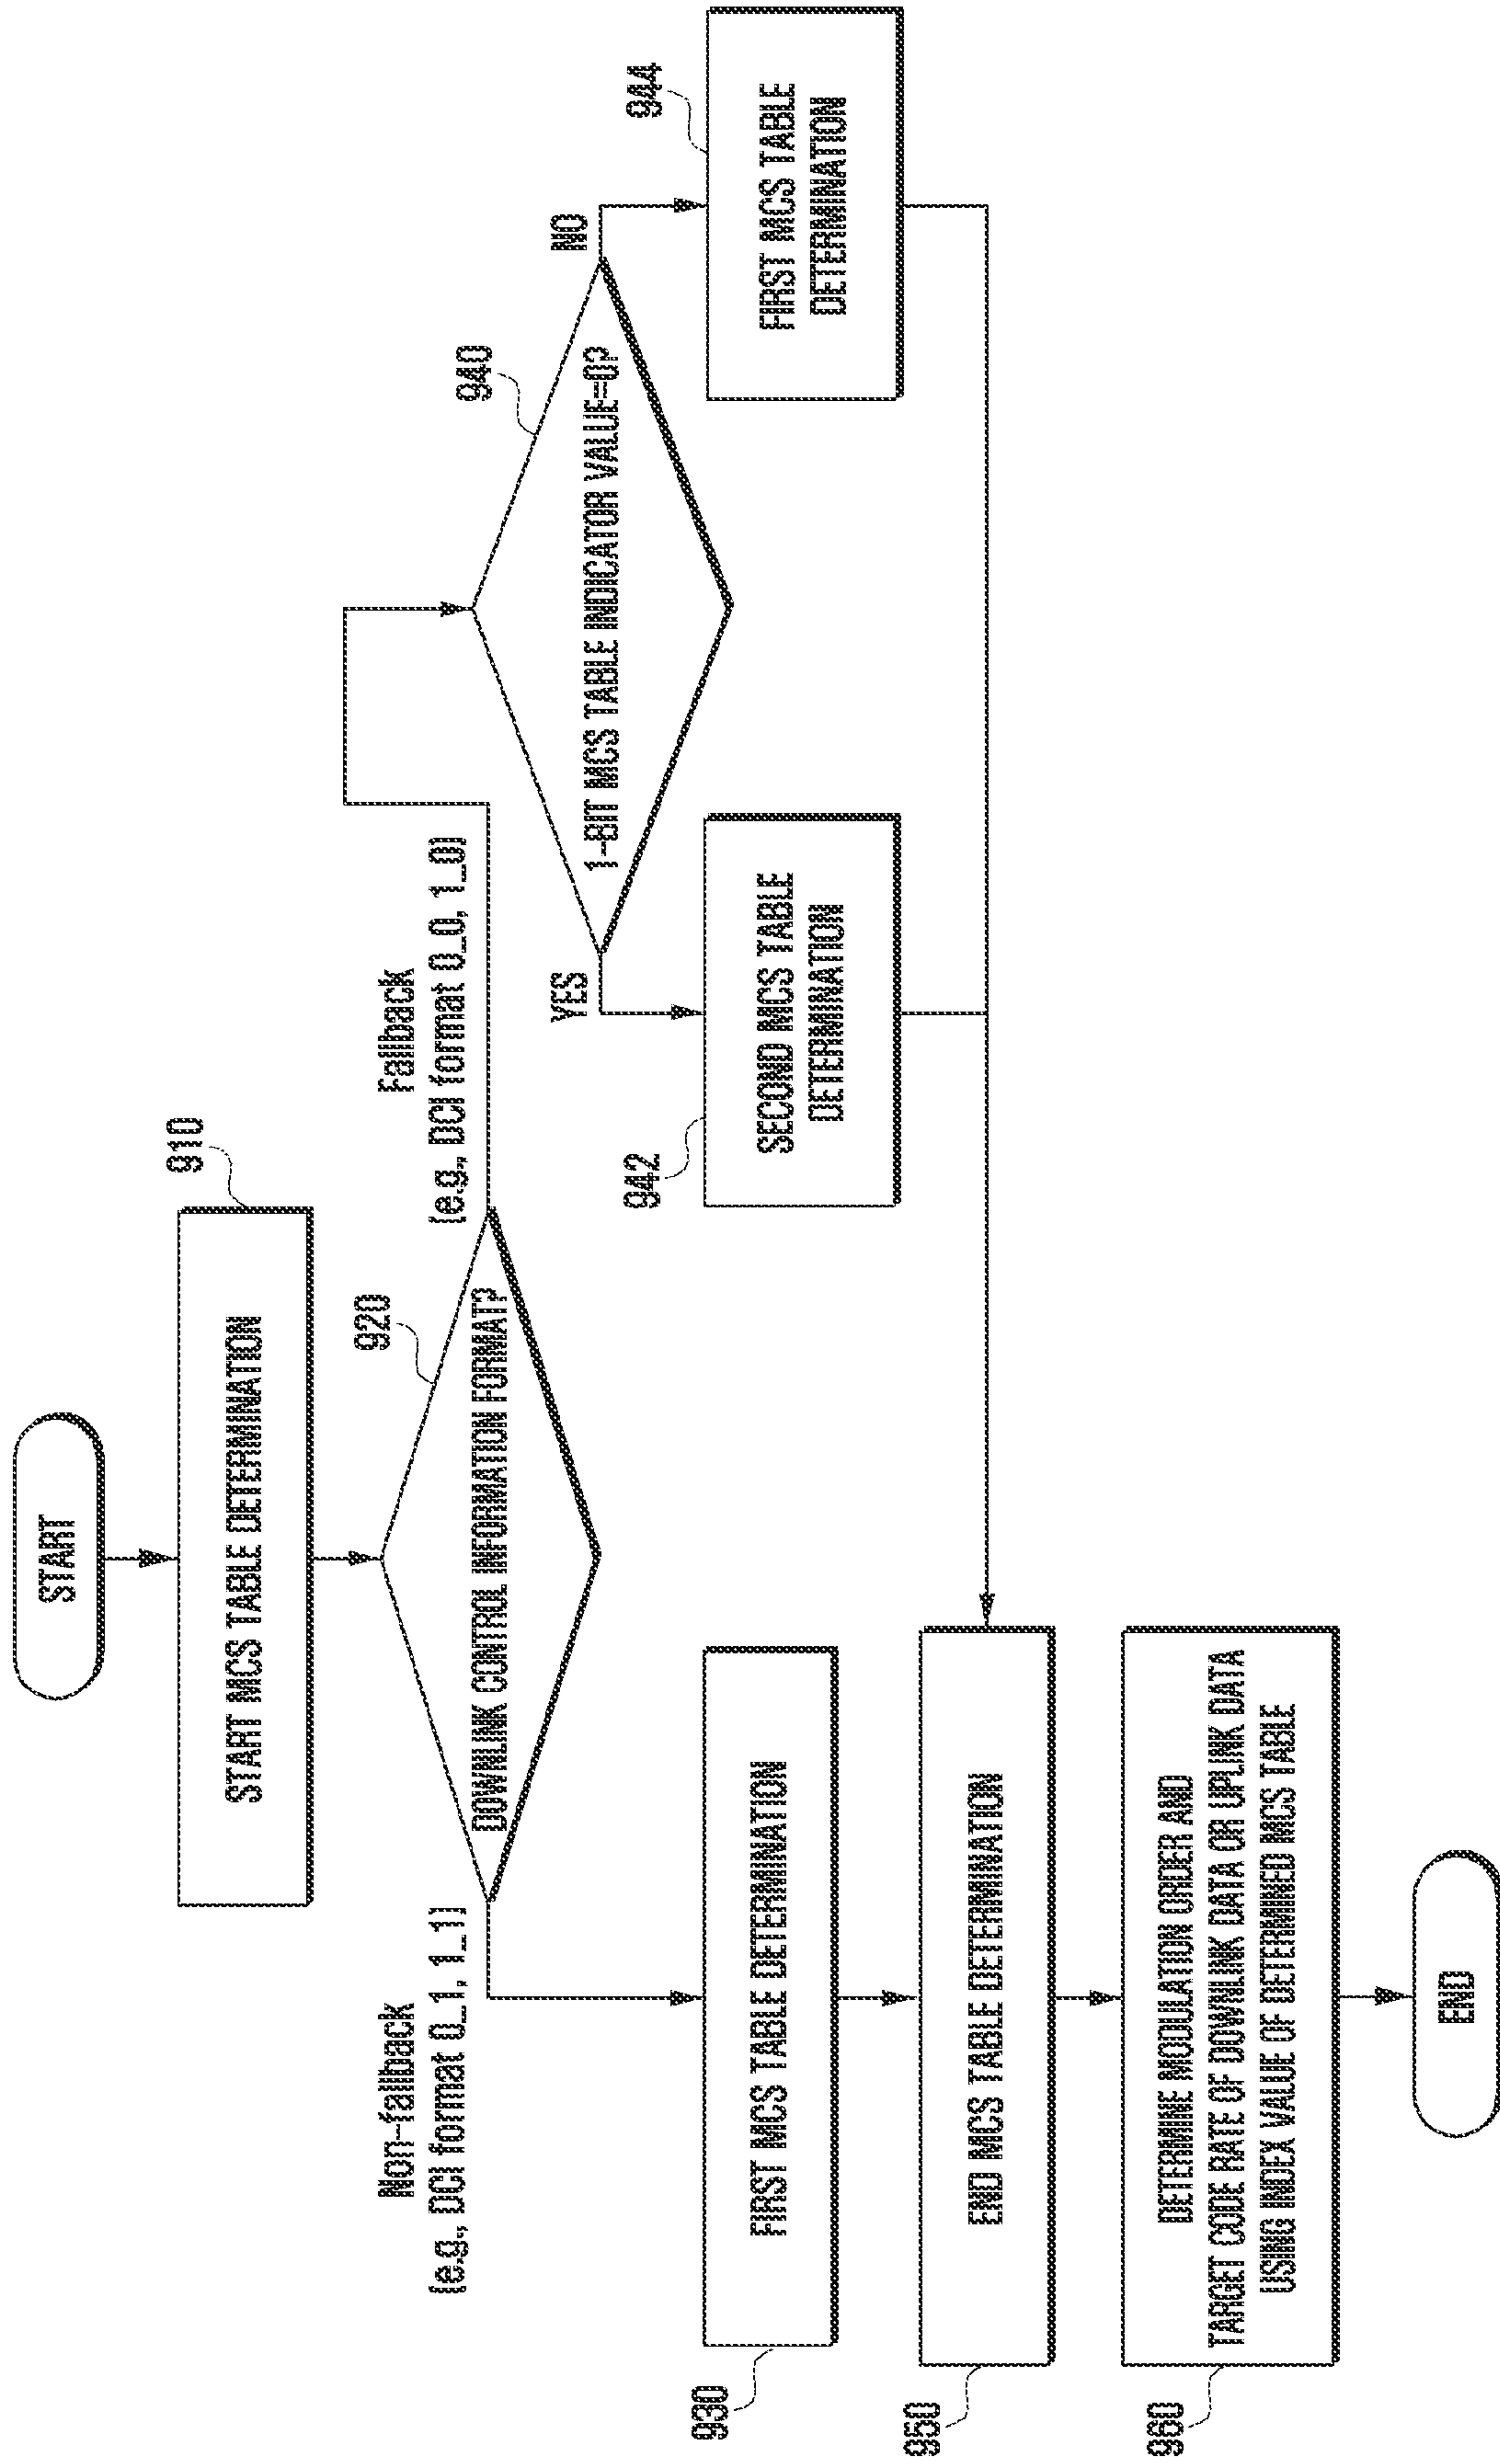 START
910
START MCS TABLE DETERMINATION
920
DOWNLINK CONTROL INFORMATION FORMAT?
Non-fallback
(e.g., DCI format 0_1, 1_1)
Fallback
(e.g., DCI format 0_0, 1_0)
940
1-BIT MCS TABLE INDICATOR VALUE=0?
YES
NO
930
FIRST MCS TABLE DETERMINATION
942
SECOND MCS TABLE
DETERMINATION
944
FIRST MCS TABLE
DETERMINATION
950
END MCS TABLE DETERMINATION
960
DETERMINE MODULATION ORDER AND
TARGET CODE RATE OF DOWNLINK DATA OR UPLINK DATA
USING INDEX VALUE OF DETERMINED MCS TABLE
END